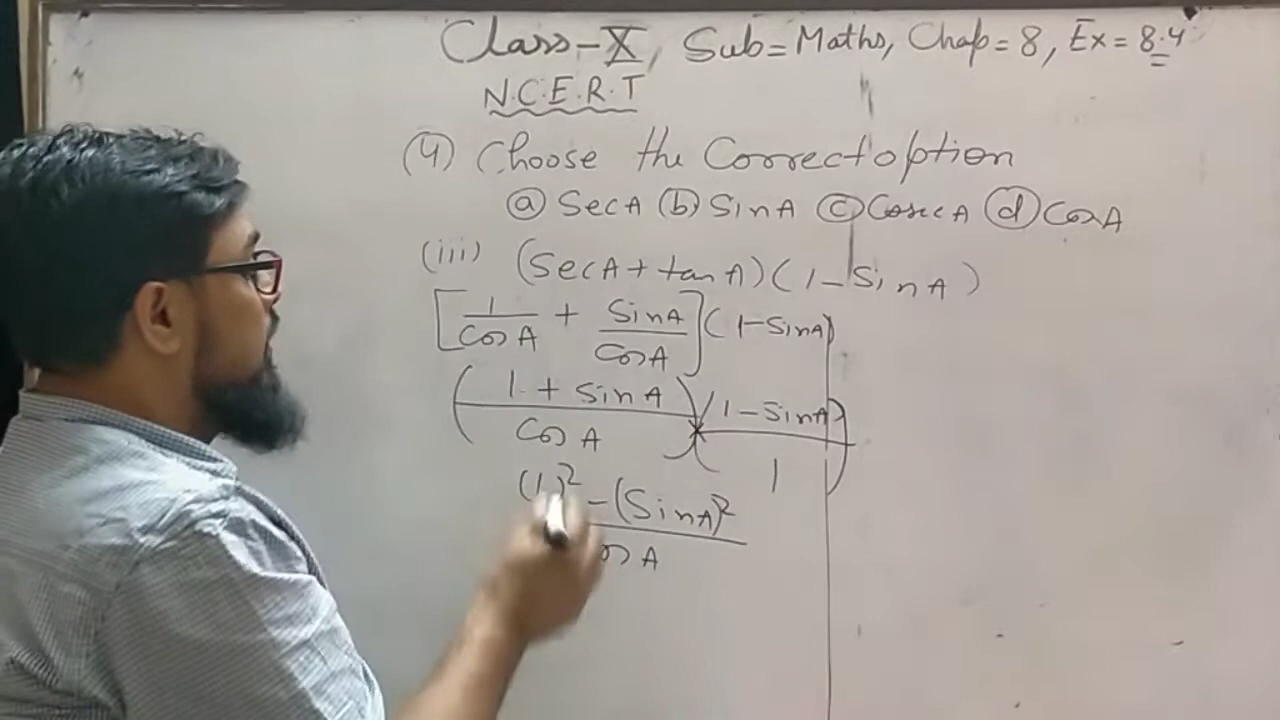 Class-X, Sub=Maths, Chap=8, Ex=8.4
N.C.E.R.T
(4) Choose the Correct option
ⓐ SecA (b) SinA ⓒ CosecA ⓓ CosA
(iii) (SecA + tanA)(1-SinA)
[1/CosA + SinA/CosA](1-SinA)
(1 + SinA/CosA)×(1-SinA/1)
(1)² - (SinA)²
A